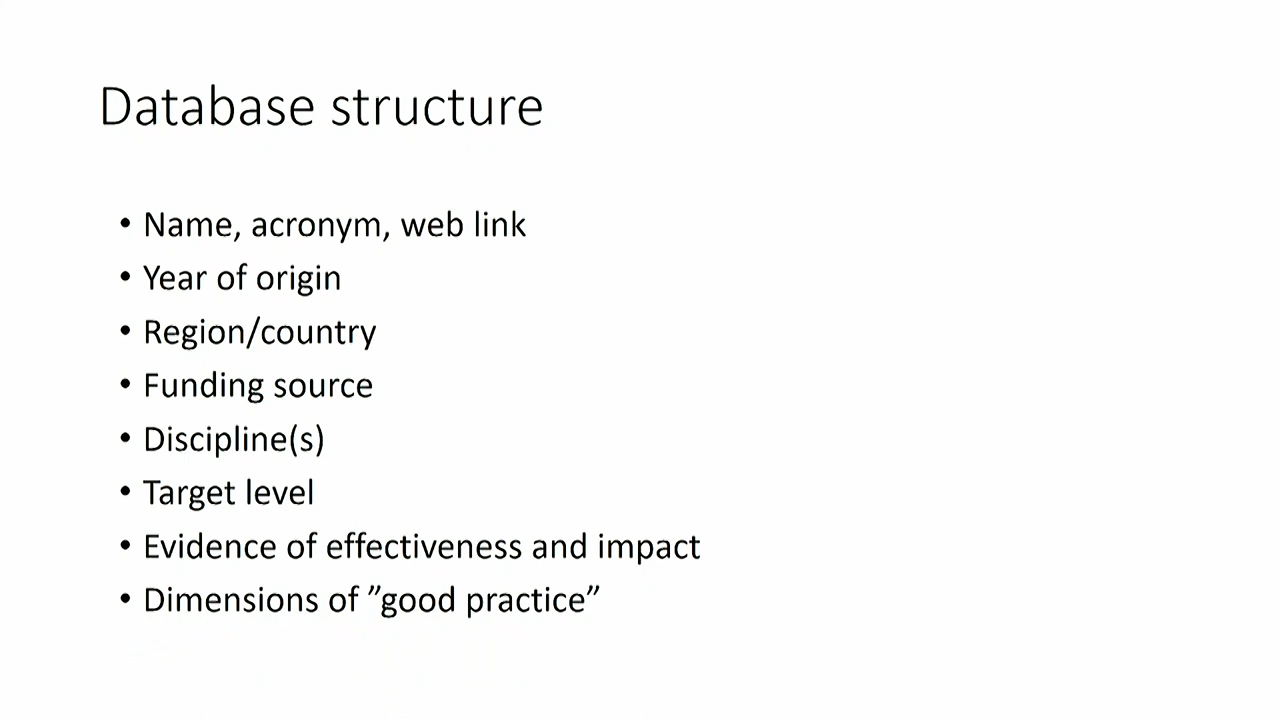 Database structure
• Name, acronym, web link
• Year of origin
• Region/country
• Funding source
• Discipline(s)
• Target level
• Evidence of effectiveness and impact
• Dimensions of ”good practice”